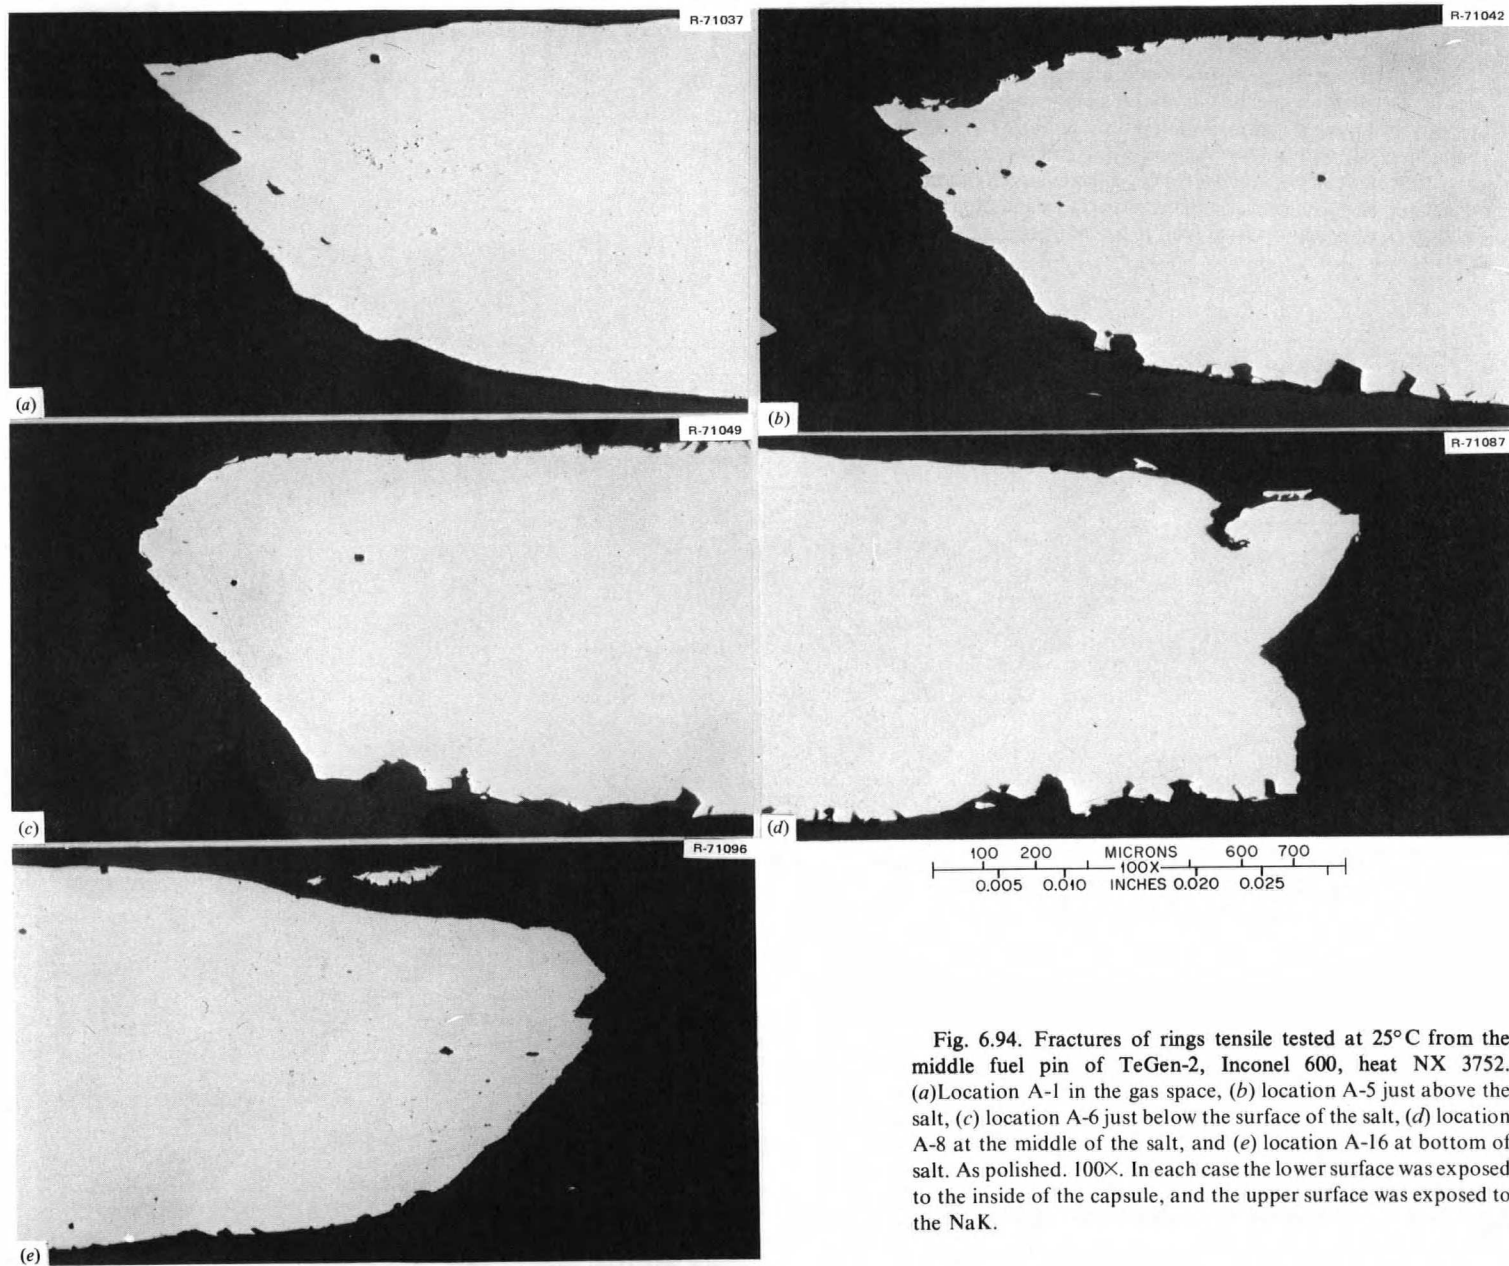 R-71037
R-71042
(a)
(b)
R-71049
R-71087
(c)
(d)
R-71096
(e)
100 200 MICRONS 600 700
100X
0.005 0.010 INCHES 0.020 0.025
Fig. 6.94. Fractures of rings tensile tested at 25°C from the
middle fuel pin of TeGen-2, Inconel 600, heat NX 3752.
(a)Location A-1 in the gas space, (b) location A-5 just above the
salt, (c) location A-6 just below the surface of the salt, (d) location
A-8 at the middle of the salt, and (e) location A-16 at bottom of
salt. As polished. 100×. In each case the lower surface was exposed
to the inside of the capsule, and the upper surface was exposed to
the NaK.